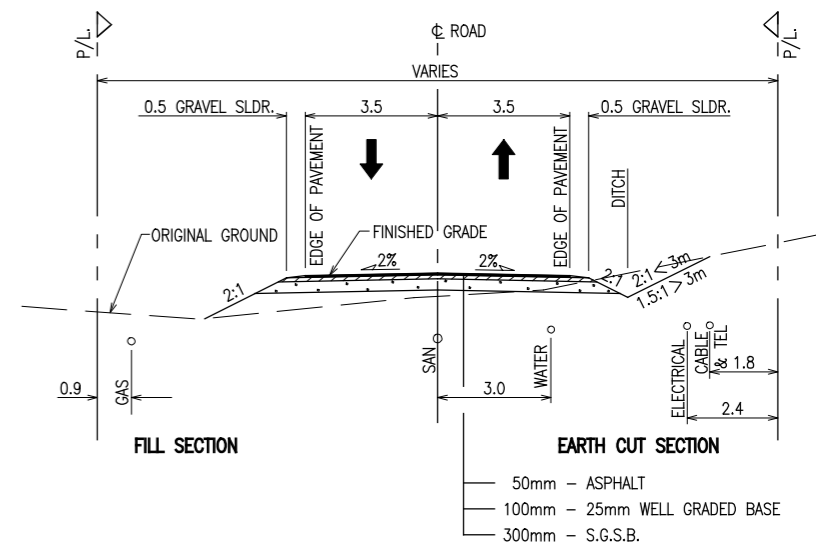 P/L.
℄ ROAD
P/L.
VARIES
0.5 GRAVEL SLDR.
3.5
3.5
0.5 GRAVEL SLDR.
EDGE OF PAVEMENT
EDGE OF PAVEMENT
DITCH
ORIGINAL GROUND
FINISHED GRADE
2%
2%
2:1
2:1
2:1 < 3m
1.5:1 > 3m
GAS
SAN
WATER
ELECTRICAL
CABLE
& TEL
0.9
3.0
1.8
2.4
FILL SECTION
EARTH CUT SECTION
50mm - ASPHALT
100mm - 25mm WELL GRADED BASE
300mm - S.G.S.B.